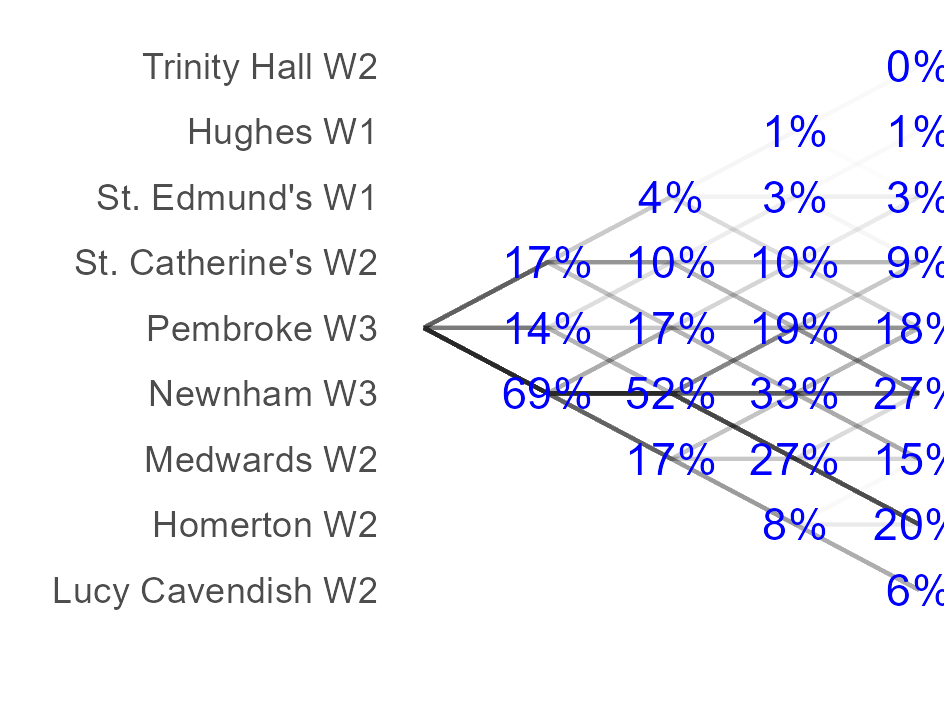 Trinity Hall W2 0%
Hughes W1 1% 1%
St. Edmund's W1 4% 3% 3%
St. Catherine's W2 17% 10% 10% 9%
Pembroke W3 14% 17% 19% 18%
Newnham W3 69% 52% 33% 27%
Medwards W2 17% 27% 15%
Homerton W2 8% 20%
Lucy Cavendish W2 6%